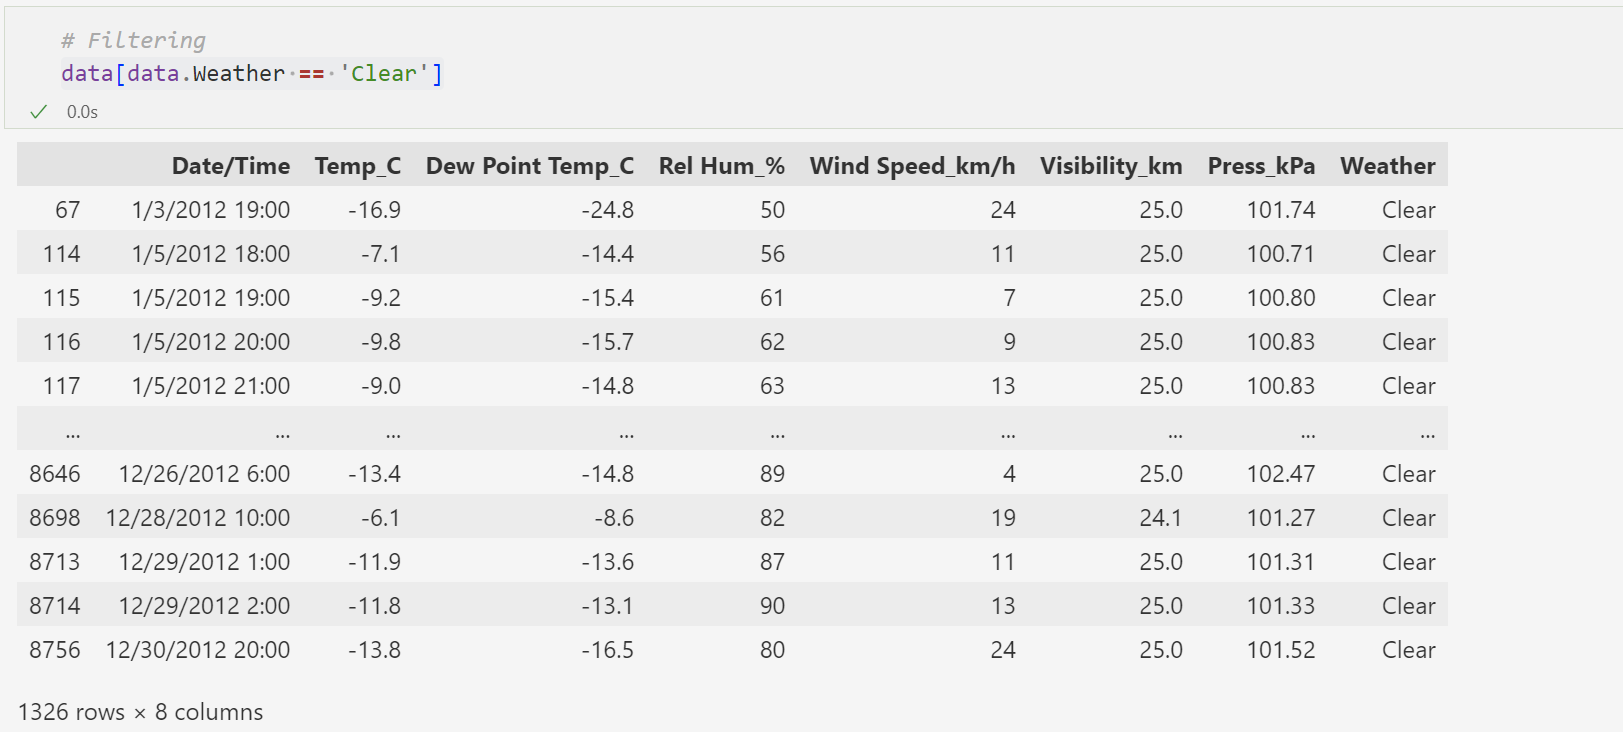 # Filtering
data[data.Weather == 'Clear']
0.0s
Date/Time Temp_C Dew Point Temp_C Rel Hum_% Wind Speed_km/h Visibility_km Press_kPa Weather
67 1/3/2012 19:00 -16.9 -24.8 50 24 25.0 101.74 Clear
114 1/5/2012 18:00 -7.1 -14.4 56 11 25.0 100.71 Clear
115 1/5/2012 19:00 -9.2 -15.4 61 7 25.0 100.80 Clear
116 1/5/2012 20:00 -9.8 -15.7 62 9 25.0 100.83 Clear
117 1/5/2012 21:00 -9.0 -14.8 63 13 25.0 100.83 Clear
... ... ... ... ... ... ... ... ...
8646 12/26/2012 6:00 -13.4 -14.8 89 4 25.0 102.47 Clear
8698 12/28/2012 10:00 -6.1 -8.6 82 19 24.1 101.27 Clear
8713 12/29/2012 1:00 -11.9 -13.6 87 11 25.0 101.31 Clear
8714 12/29/2012 2:00 -11.8 -13.1 90 13 25.0 101.33 Clear
8756 12/30/2012 20:00 -13.8 -16.5 80 24 25.0 101.52 Clear
1326 rows × 8 columns